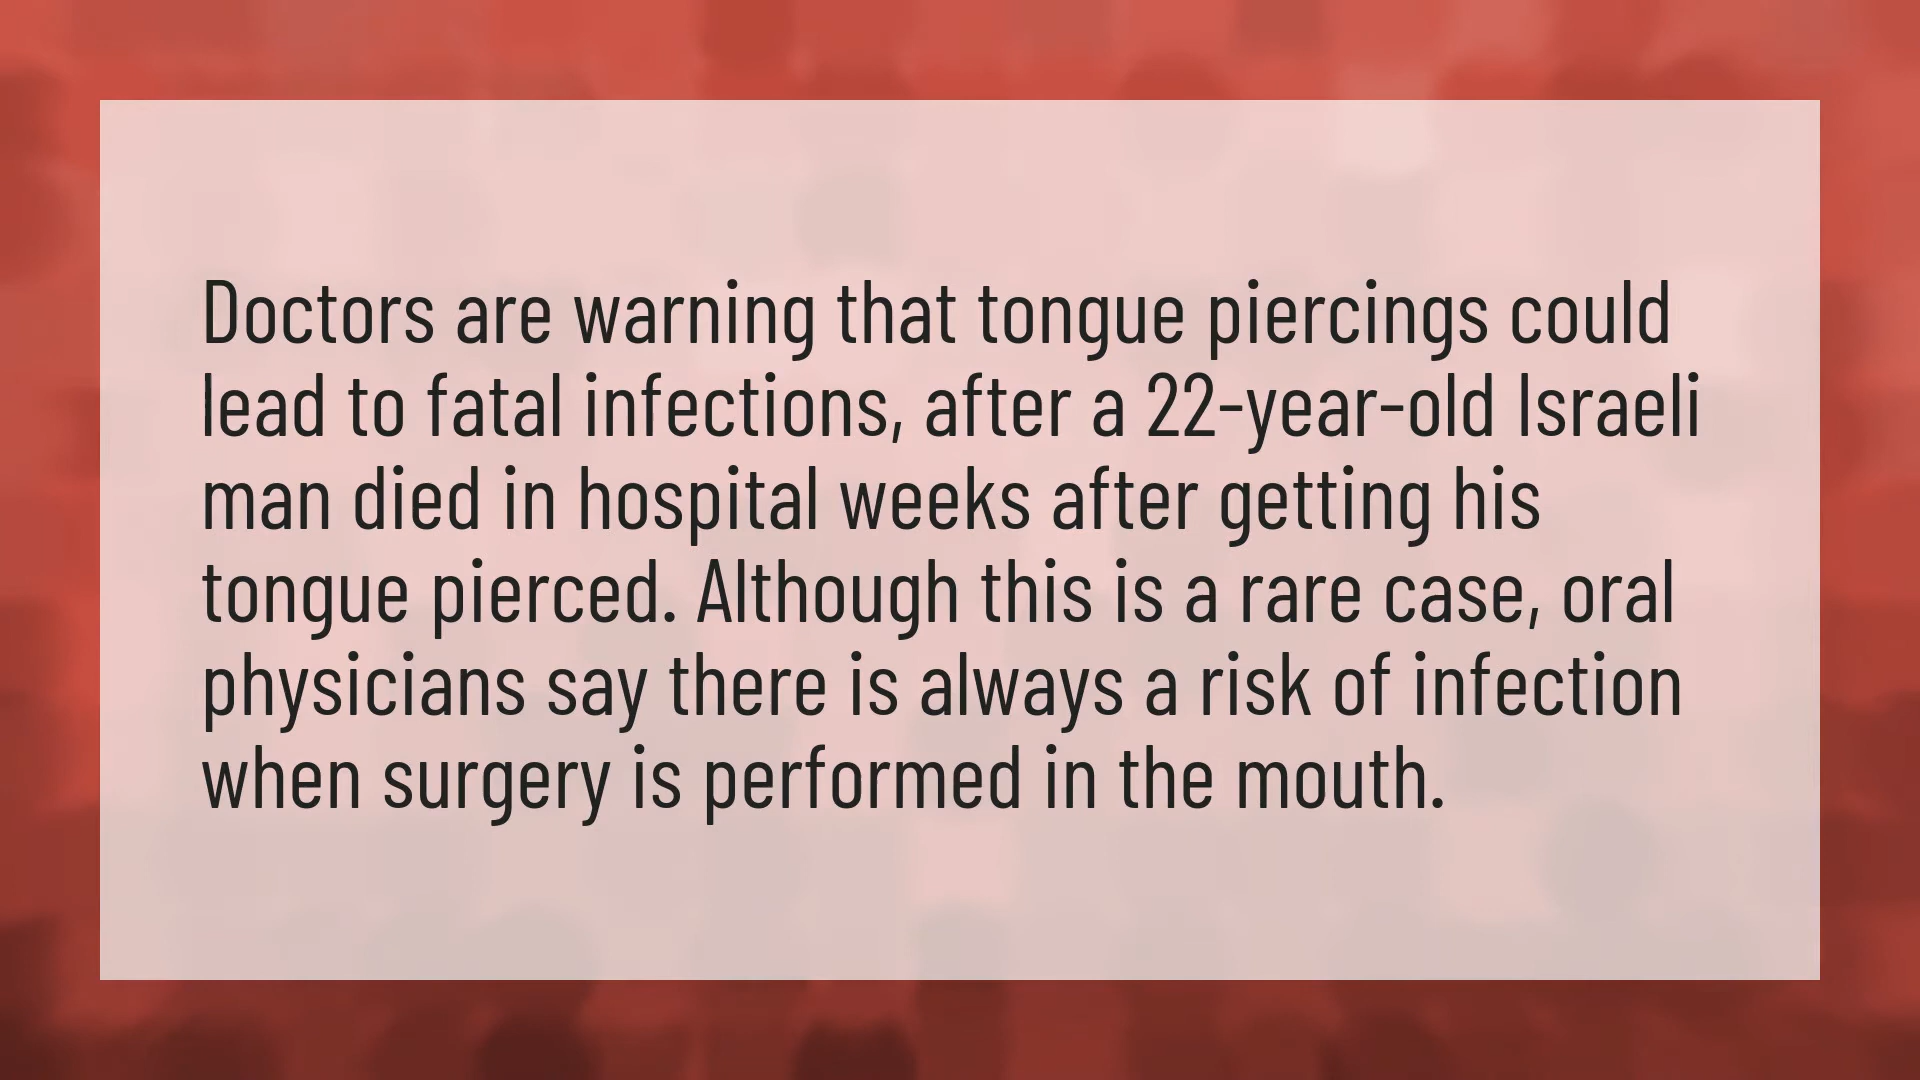 Doctors are warning that tongue piercings could
lead to fatal infections, after a 22-year-old Israeli
man died in hospital weeks after getting his
tongue pierced. Although this is a rare case, oral
physicians say there is always a risk of infection
when surgery is performed in the mouth.